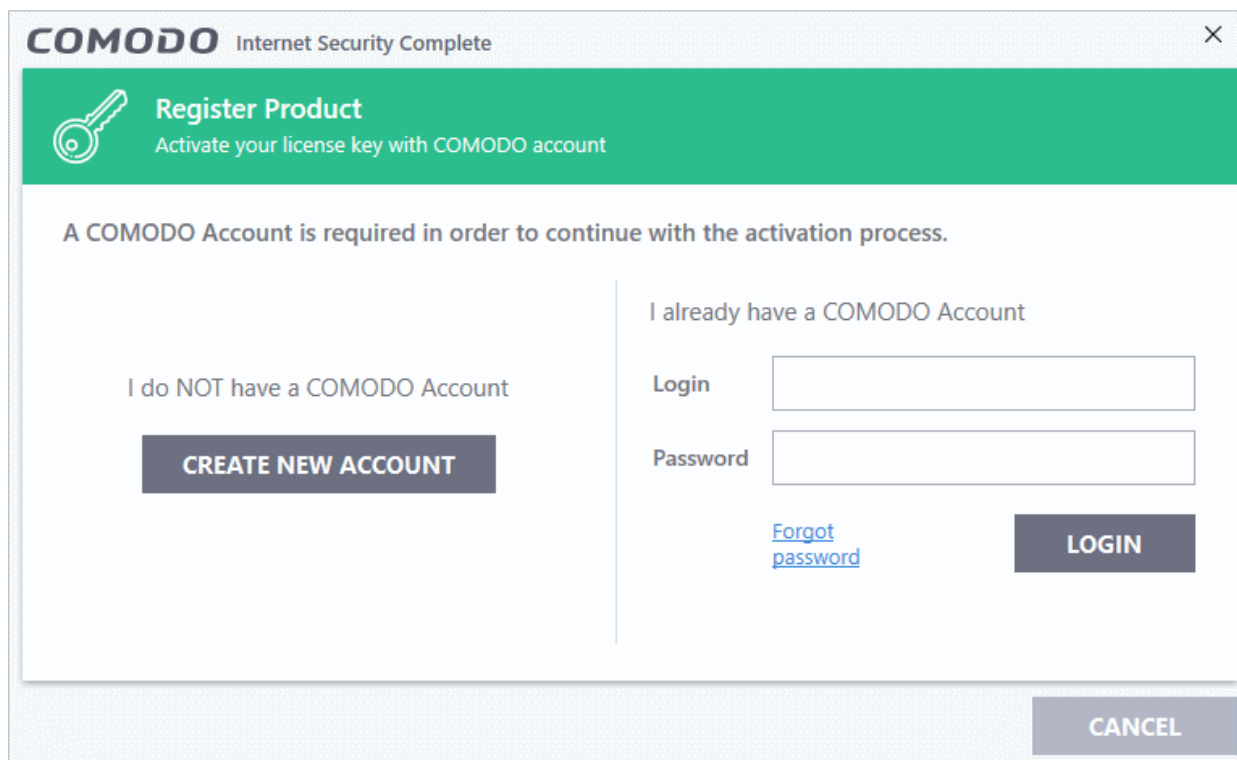 COMODO Internet Security Complete
Register Product
Activate your license key with COMODO account
A COMODO Account is required in order to continue with the activation process.
I do NOT have a COMODO Account
CREATE NEW ACCOUNT
I already have a COMODO Account
Login
Password
Forgot
password
LOGIN
CANCEL